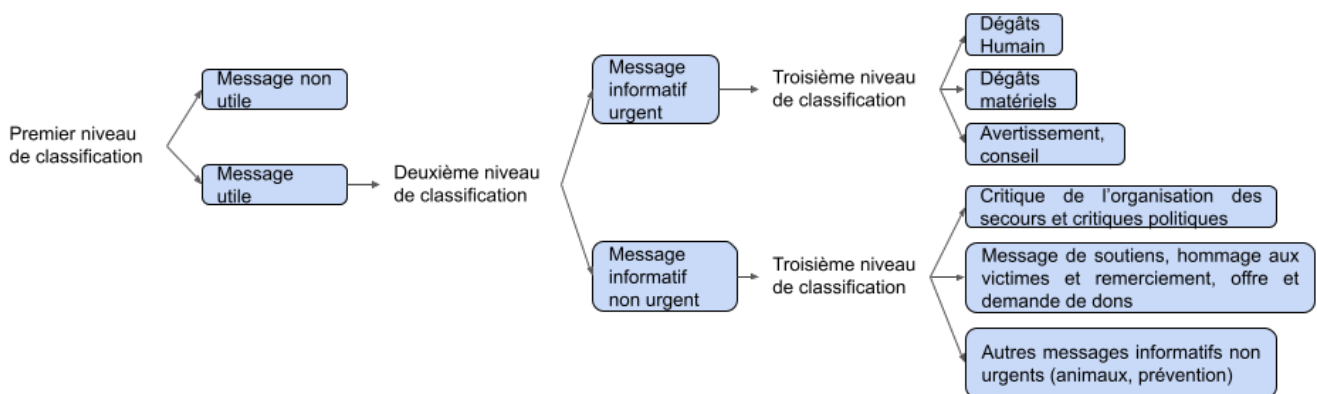 Premier niveau
de classification
Message non
utile
Message
utile
Deuxième niveau
de classification
Message
informatif
urgent
Message
informatif
non urgent
Troisième niveau
de classification
Dégâts
Humain
Dégâts
matériels
Avertissement,
conseil
Troisième niveau
de classification
Critique de l'organisation des
secours et critiques politiques
Message de soutiens, hommage aux
victimes et remerciement, offre et
demande de dons
Autres messages informatifs non
urgents (animaux, prévention)